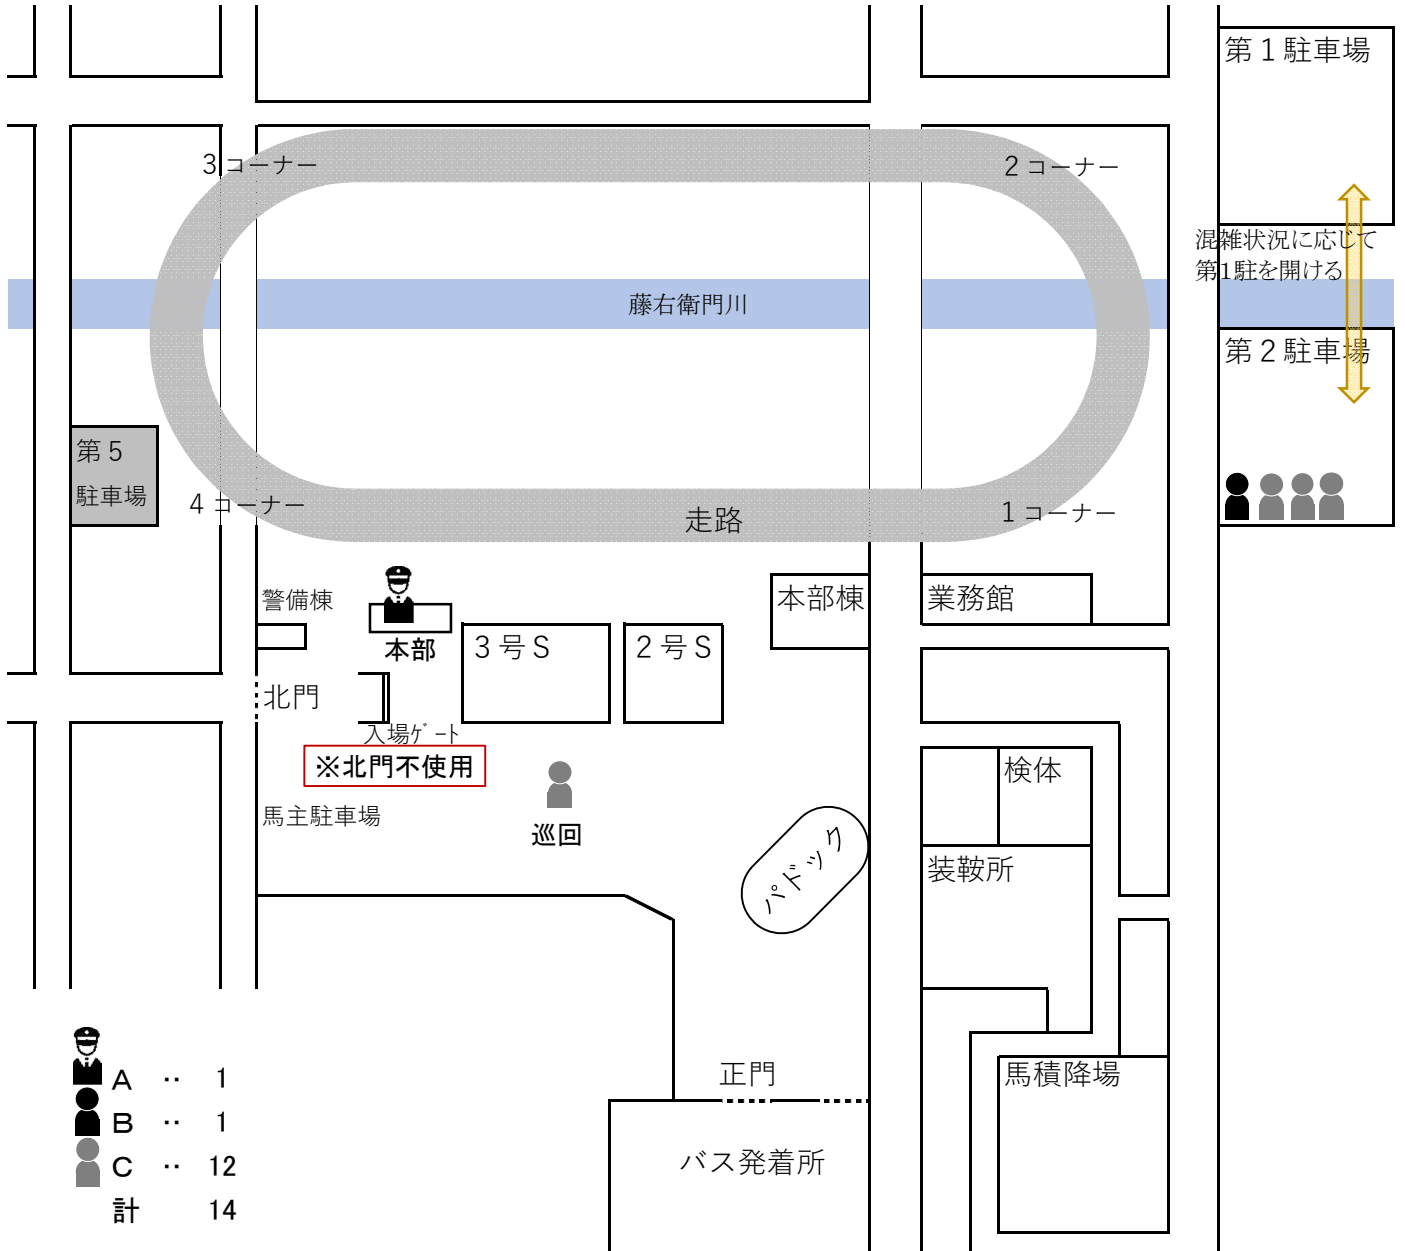 第１駐車場
3 コーナー
2 コーナー
混雑状況に応じて
第1駐を開ける
藤右衛門川
第２駐車場
第５
駐車場
4 コーナー
走路
1 コーナー
警備棟
本部
3 号 S
2 号 S
本部棟
業務館
北門
入場ｹﾞｰﾄ
※北門不使用
検体
馬主駐車場
巡回
パドック
装鞍所
正門
馬積降場
バス発着所
A ‥ 1
B ‥ 1
C ‥ 12
計 14